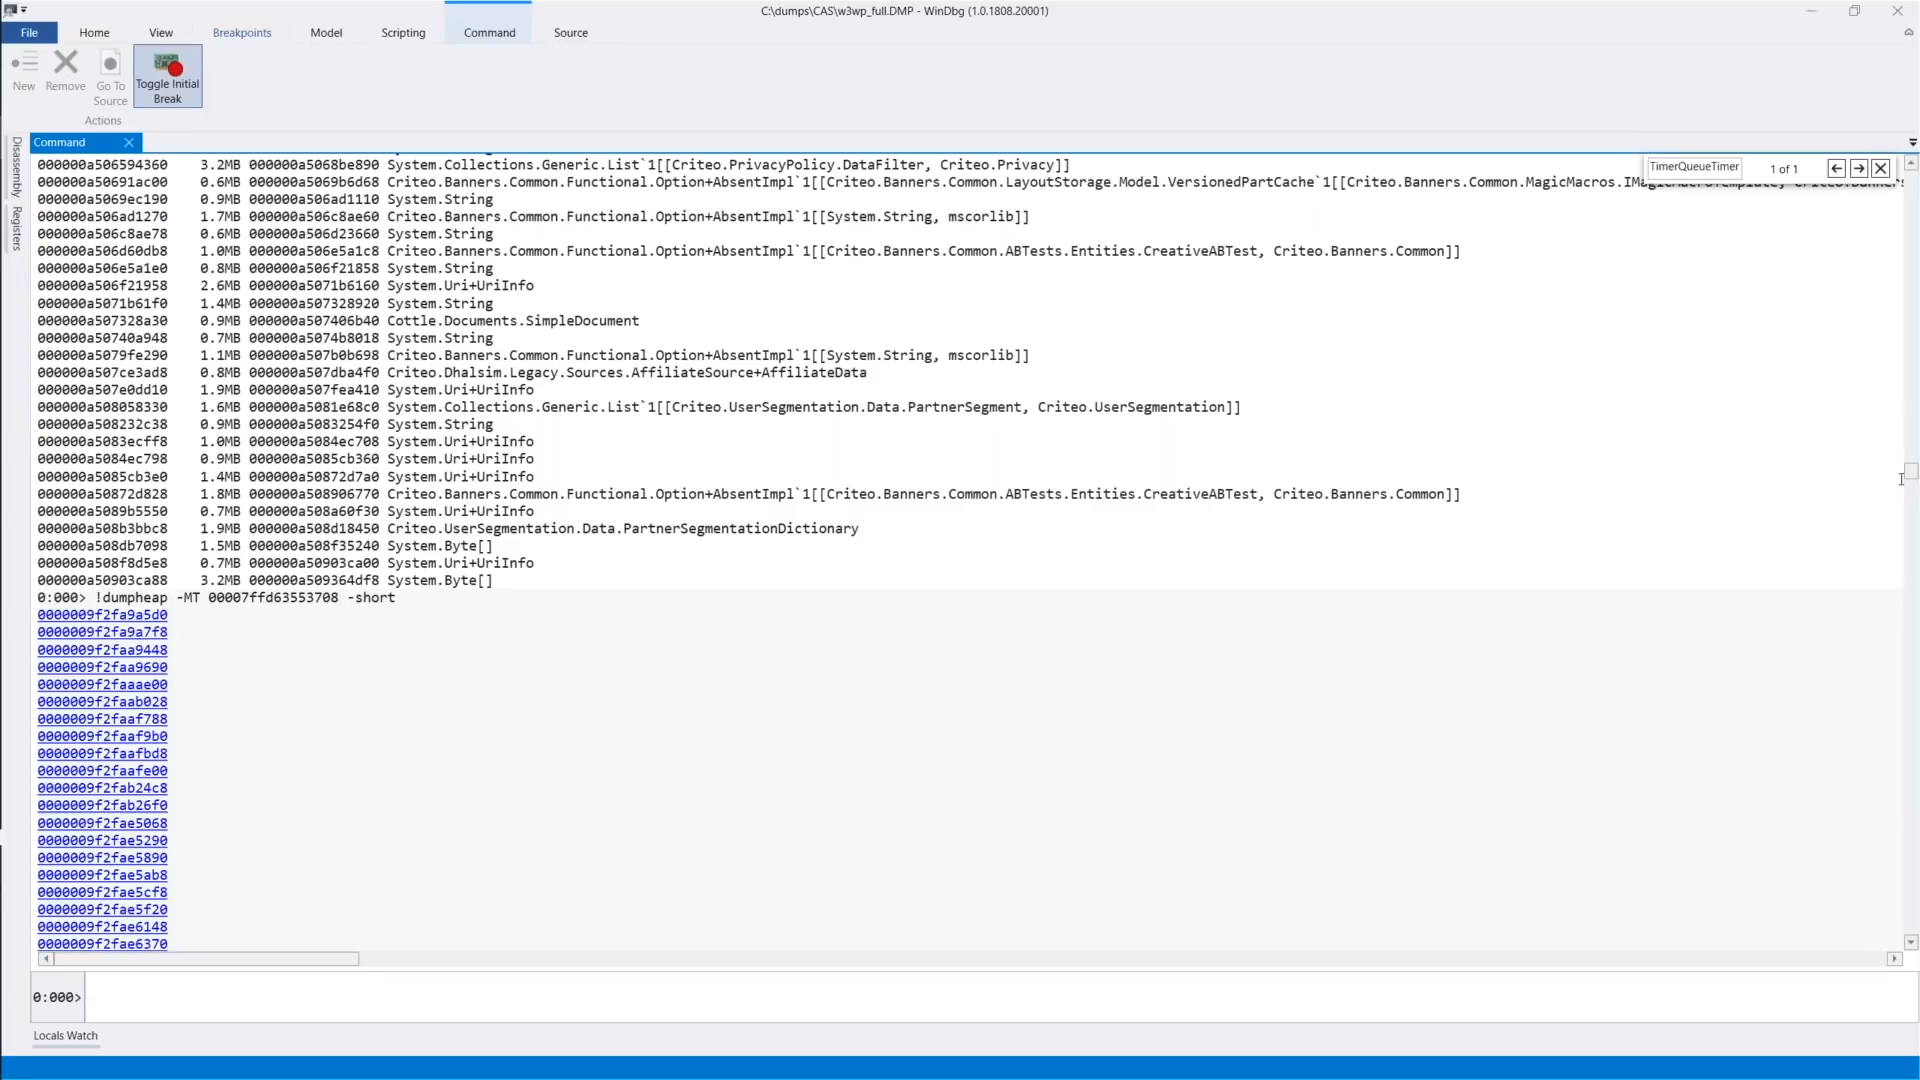 C:\dumps\CAS\w3wp_full.DMP - WinDbg (1.0.1808.20001)
File Home View Breakpoints Model Scripting Command Source
New Remove Go To Source Toggle Initial Break
Actions
Disassembly
Registers
Command
TimerQueueTimer 1 of 1
000000a506594360 3.2MB 000000a5068be890 System.Collections.Generic.List`1[[Criteo.PrivacyPolicy.DataFilter, Criteo.Privacy]]
000000a50691ac00 0.6MB 000000a5069b6d68 Criteo.Banners.Common.Functional.Option+AbsentImpl`1[[Criteo.Banners.Common.LayoutStorage.Model.VersionedPartCache`1[[Criteo.Banners.Common.MagicMacros.IMagicMacroTemplate, Criteo.Banners
000000a5069ec190 0.9MB 000000a506ad1110 System.String
000000a506ad1270 1.7MB 000000a506c8ae60 Criteo.Banners.Common.Functional.Option+AbsentImpl`1[[System.String, mscorlib]]
000000a506c8ae78 0.6MB 000000a506d23660 System.String
000000a506d60db8 1.0MB 000000a506e5a1c8 Criteo.Banners.Common.Functional.Option+AbsentImpl`1[[Criteo.Banners.Common.ABTests.Entities.CreativeABTest, Criteo.Banners.Common]]
000000a506e5a1e0 0.8MB 000000a506f21858 System.String
000000a506f21958 2.6MB 000000a5071b6160 System.Uri+UriInfo
000000a5071b61f0 1.4MB 000000a507328920 System.String
000000a507328a30 0.9MB 000000a507406b40 Cottle.Documents.SimpleDocument
000000a50740a948 0.7MB 000000a5074b8018 System.String
000000a5079fe290 1.1MB 000000a507b0b698 Criteo.Banners.Common.Functional.Option+AbsentImpl`1[[System.String, mscorlib]]
000000a507ce3ad8 0.8MB 000000a507dba4f0 Criteo.Dhalsim.Legacy.Sources.AffiliateSource+AffiliateData
000000a507e0dd10 1.9MB 000000a507fea410 System.Uri+UriInfo
000000a508058330 1.6MB 000000a5081e68c0 System.Collections.Generic.List`1[[Criteo.UserSegmentation.Data.PartnerSegment, Criteo.UserSegmentation]]
000000a508232c38 0.9MB 000000a5083254f0 System.String
000000a5083ecff8 1.0MB 000000a5084ec708 System.Uri+UriInfo
000000a5084ec798 0.9MB 000000a5085cb360 System.Uri+UriInfo
000000a5085cb3e0 1.4MB 000000a50872d7a0 System.Uri+UriInfo
000000a50872d828 1.8MB 000000a508906770 Criteo.Banners.Common.Functional.Option+AbsentImpl`1[[Criteo.Banners.Common.ABTests.Entities.CreativeABTest, Criteo.Banners.Common]]
000000a5089b5550 0.7MB 000000a508a60f30 System.Uri+UriInfo
000000a508b3bbc8 1.9MB 000000a508d18450 Criteo.UserSegmentation.Data.PartnerSegmentationDictionary
000000a508db7098 1.5MB 000000a508f35240 System.Byte[]
000000a508f8d5e8 0.7MB 000000a50903ca00 System.Uri+UriInfo
000000a50903ca88 3.2MB 000000a509364df8 System.Byte[]
0:000> !dumpheap -MT 00007ffd63553708 -short
0000009f2fa9a5d0
0000009f2fa9a7f8
0000009f2faa9448
0000009f2faa9690
0000009f2faaae00
0000009f2faab028
0000009f2faaf788
0000009f2faaf9b0
0000009f2faafbd8
0000009f2faafe00
0000009f2fab24c8
0000009f2fab26f0
0000009f2fae5068
0000009f2fae5290
0000009f2fae5890
0000009f2fae5ab8
0000009f2fae5cf8
0000009f2fae5f20
0000009f2fae6148
0000009f2fae6370
0:000>
Locals Watch